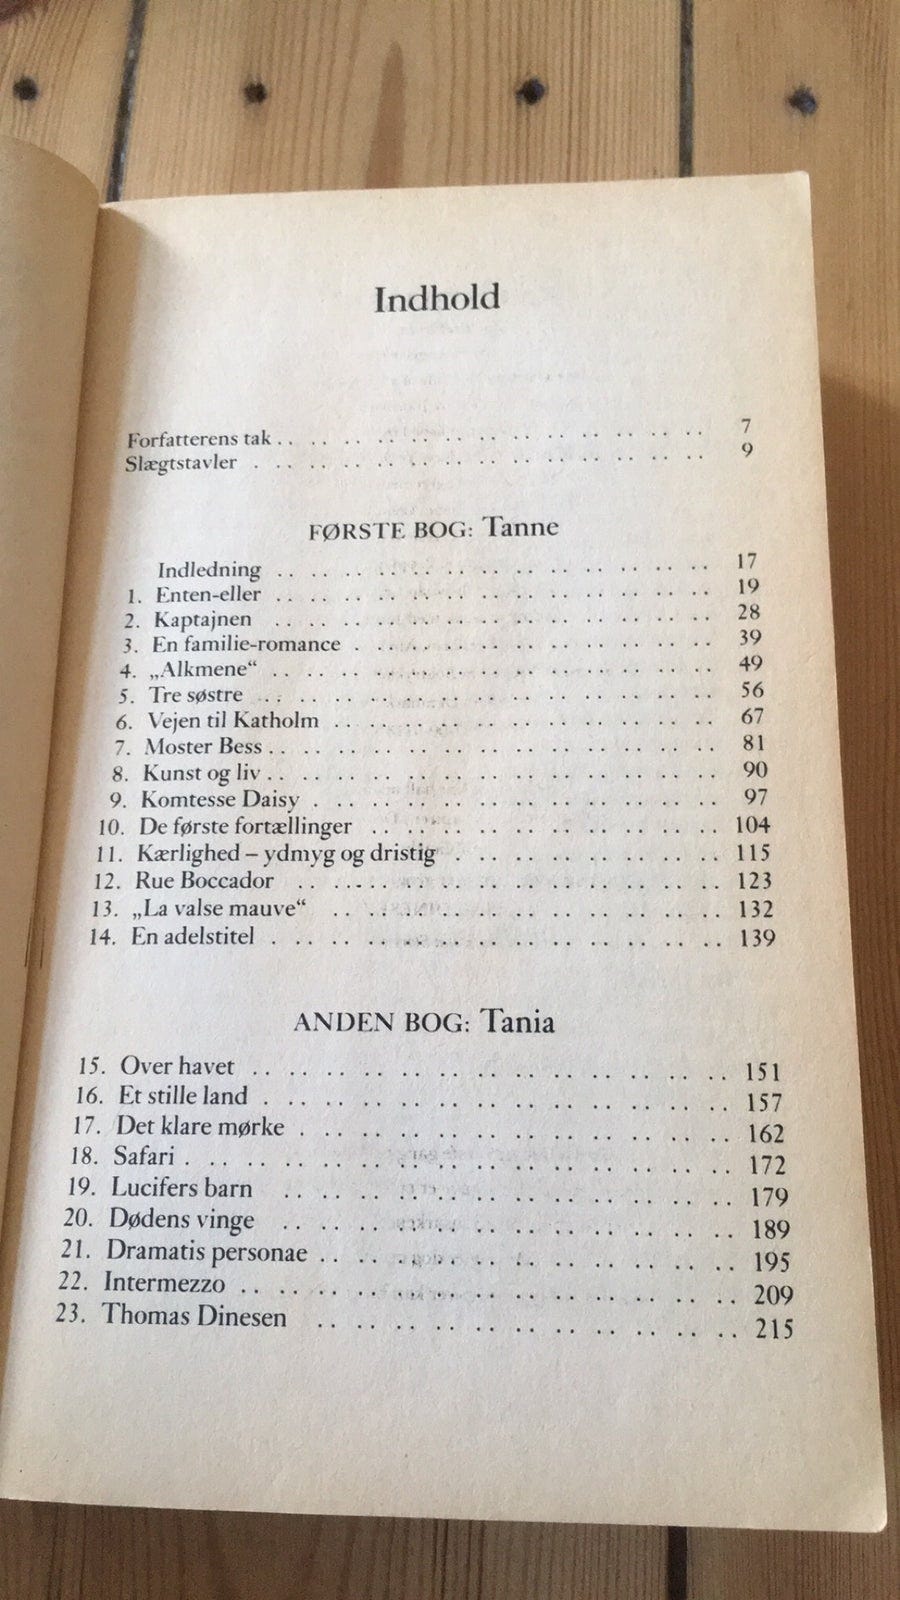 Indhold
Forfatterens tak . . . . . . . . . . . . . . . . . . . . . . . . 7
Slægtstavler . . . . . . . . . . . . . . . . . . . . . . . . 9
FØRSTE BOG: Tanne
Indledning . . . . . . . . . . . . . . . . . . . . . . . . 17
1. Enten-eller . . . . . . . . . . . . . . . . . . . . . . . . 19
2. Kaptajnen . . . . . . . . . . . . . . . . . . . . . . . . 28
3. En familie-romance . . . . . . . . . . . . . . . . . . . . 39
4. „Alkmene“ . . . . . . . . . . . . . . . . . . . . . . . . 49
5. Tre søstre . . . . . . . . . . . . . . . . . . . . . . . . 56
6. Vejen til Katholm . . . . . . . . . . . . . . . . . . . . 67
7. Moster Bess . . . . . . . . . . . . . . . . . . . . . . . . 81
8. Kunst og liv . . . . . . . . . . . . . . . . . . . . . . . . 90
9. Komtesse Daisy . . . . . . . . . . . . . . . . . . . . . . 97
10. De første fortællinger . . . . . . . . . . . . . . . . . . 104
11. Kærlighed – ydmyg og dristig . . . . . . . . . . . . . . 115
12. Rue Boccador . . . . . . . . . . . . . . . . . . . . . . 123
13. „La valse mauve“ . . . . . . . . . . . . . . . . . . . . 132
14. En adelstitel . . . . . . . . . . . . . . . . . . . . . . 139
ANDEN BOG: Tania
15. Over havet . . . . . . . . . . . . . . . . . . . . . . . . 151
16. Et stille land . . . . . . . . . . . . . . . . . . . . . . 157
17. Det klare mørke . . . . . . . . . . . . . . . . . . . . 162
18. Safari . . . . . . . . . . . . . . . . . . . . . . . . . . 172
19. Lucifers barn . . . . . . . . . . . . . . . . . . . . . . 179
20. Dødens vinge . . . . . . . . . . . . . . . . . . . . . . 189
21. Dramatis personae . . . . . . . . . . . . . . . . . . . . 195
22. Intermezzo . . . . . . . . . . . . . . . . . . . . . . . . 209
23. Thomas Dinesen . . . . . . . . . . . . . . . . . . . . 215